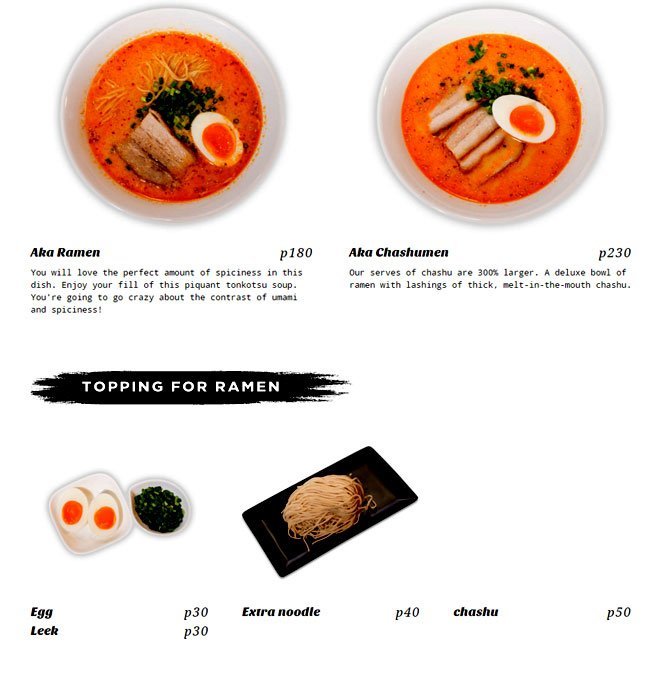 Aka Ramen p180
You will love the perfect amount of spiciness in this
dish. Enjoy your fill of this piquant tonkotsu soup.
You're going to go crazy about the contrast of umami
and spiciness!
Aka Chashumen p230
Our serves of chashu are 300% larger. A deluxe bowl of
ramen with lashings of thick, melt-in-the-mouth chashu.
TOPPING FOR RAMEN
Egg p30
Leek p30
Extra noodle p40
chashu p50